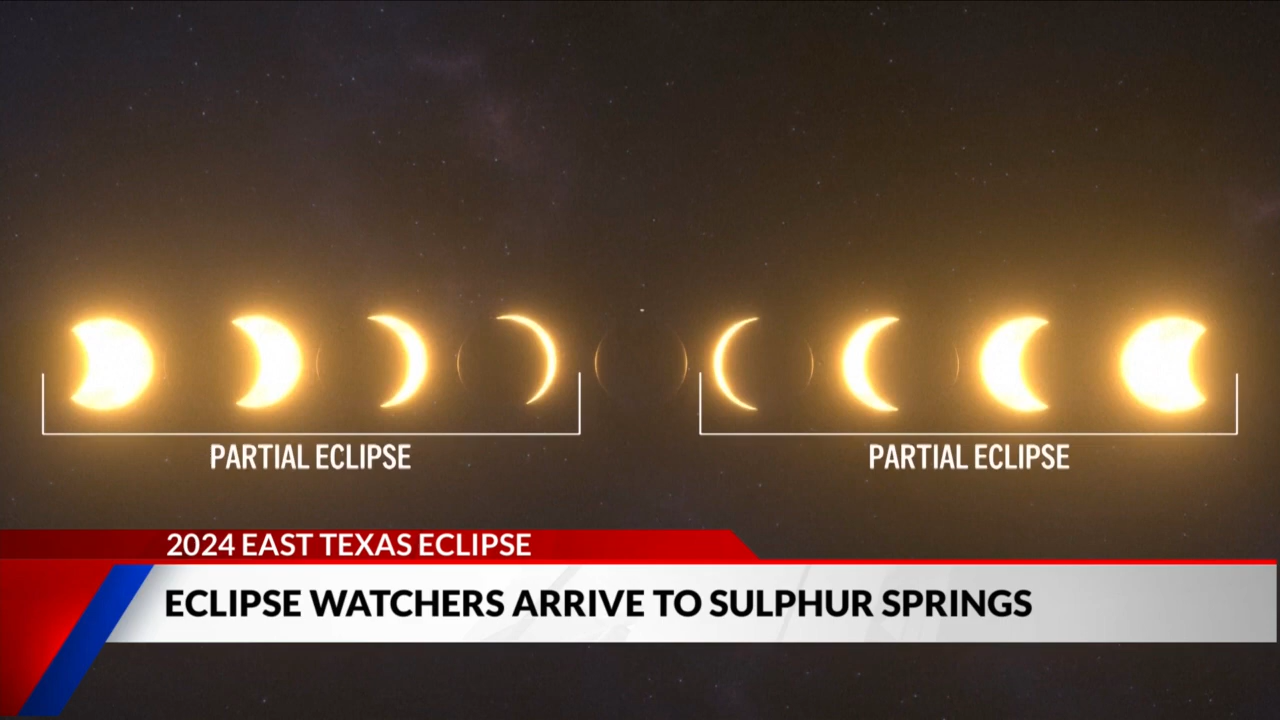 PARTIAL ECLIPSE
PARTIAL ECLIPSE
2024 EAST TEXAS ECLIPSE
ECLIPSE WATCHERS ARRIVE TO SULPHUR SPRINGS